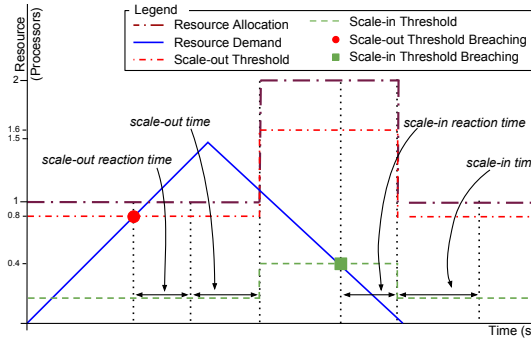 Legend
Resource Allocation
Resource Demand
Scale-out Threshold
Scale-in Threshold
Scale-out Threshold Breaching
Scale-in Threshold Breaching
Resource
(Processors)
2
1.6
1.5
1
0.8
0.4
scale-out time
scale-out reaction time
scale-in reaction time
scale-in tim
Time (s